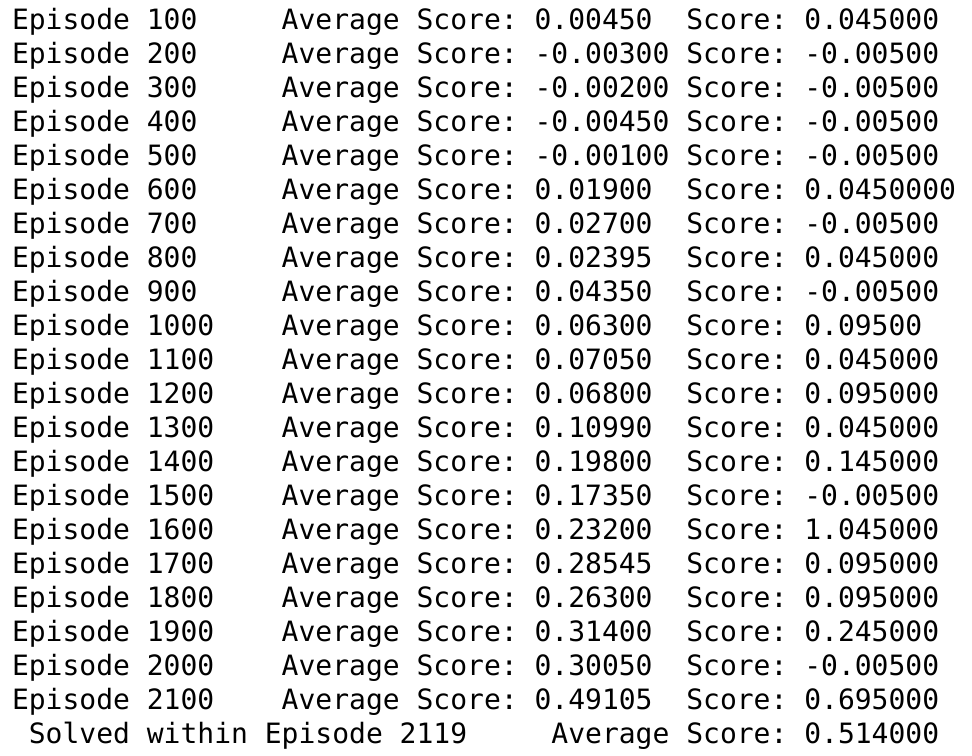 Episode 100 Average Score: 0.00450 Score: 0.045000
Episode 200 Average Score: -0.00300 Score: -0.00500
Episode 300 Average Score: -0.00200 Score: -0.00500
Episode 400 Average Score: -0.00450 Score: -0.00500
Episode 500 Average Score: -0.00100 Score: -0.00500
Episode 600 Average Score: 0.01900 Score: 0.0450000
Episode 700 Average Score: 0.02700 Score: -0.00500
Episode 800 Average Score: 0.02395 Score: 0.045000
Episode 900 Average Score: 0.04350 Score: -0.00500
Episode 1000 Average Score: 0.06300 Score: 0.09500
Episode 1100 Average Score: 0.07050 Score: 0.045000
Episode 1200 Average Score: 0.06800 Score: 0.095000
Episode 1300 Average Score: 0.10990 Score: 0.045000
Episode 1400 Average Score: 0.19800 Score: 0.145000
Episode 1500 Average Score: 0.17350 Score: -0.00500
Episode 1600 Average Score: 0.23200 Score: 1.045000
Episode 1700 Average Score: 0.28545 Score: 0.095000
Episode 1800 Average Score: 0.26300 Score: 0.095000
Episode 1900 Average Score: 0.31400 Score: 0.245000
Episode 2000 Average Score: 0.30050 Score: -0.00500
Episode 2100 Average Score: 0.49105 Score: 0.695000
Solved within Episode 2119 Average Score: 0.514000